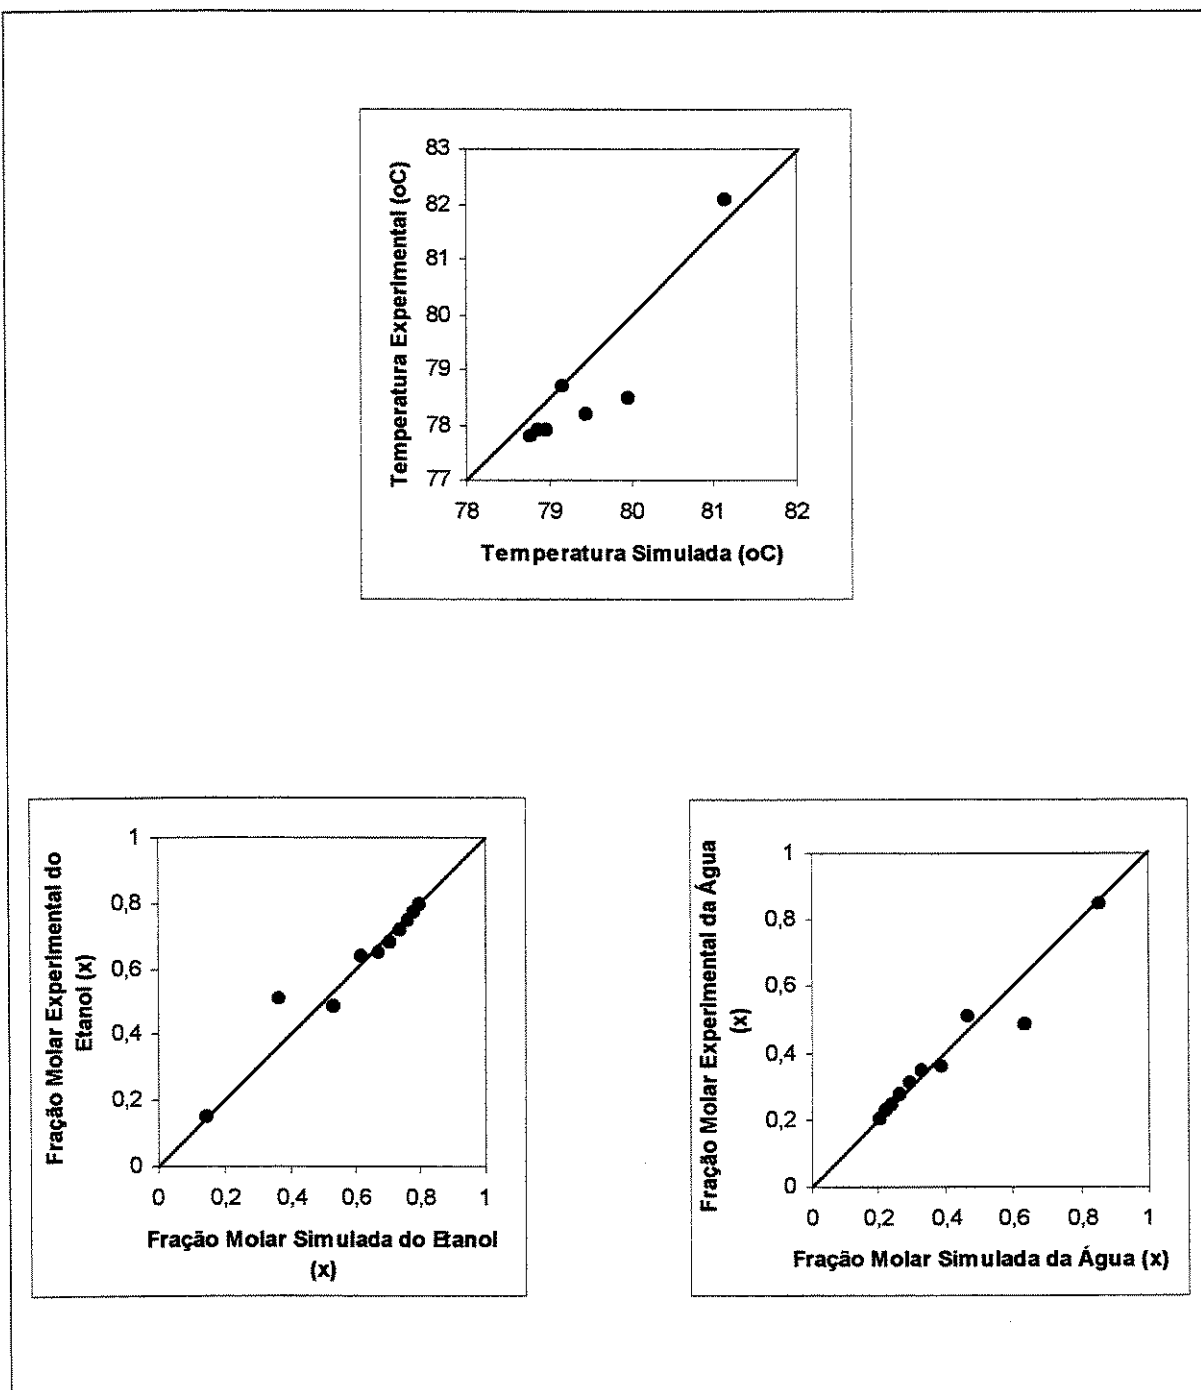 83
82
81
80
79
78
77
Temperatura Experimental (oC)
78 79 80 81 82
Temperatura Simulada (oC)
1
0,8
0,6
0,4
0,2
0
Fração Molar Experimental do
Etanol (x)
0 0,2 0,4 0,6 0,8 1
Fração Molar Simulada do Etanol
(x)
1
0,8
0,6
0,4
0,2
0
Fração Molar Experimental da Água
(x)
0 0,2 0,4 0,6 0,8 1
Fração Molar Simulada da Água (x)